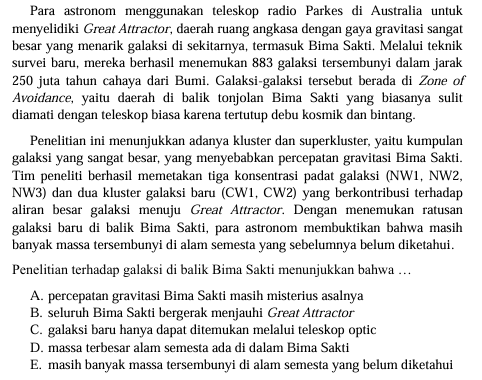 Para astronom menggunakan teleskop radio Parkes di Australia untuk
menyelidiki Great Attractor, daerah ruang angkasa dengan gaya gravitasi sangat
besar yang menarik galaksi di sekitarnya, termasuk Bima Sakti. Melalui teknik
survei baru, mereka berhasil menemukan 883 galaksi tersembunyi dalam jarak
250 juta tahun cahaya dari Bumi. Galaksi-galaksi tersebut berada di Zone of
Avoidance, yaitu daerah di balik tonjolan Bima Sakti yang biasanya sulit
diamati dengan teleskop biasa karena tertutup debu kosmik dan bintang.
Penelitian ini menunjukkan adanya kluster dan superkluster, yaitu kumpulan
galaksi yang sangat besar, yang menyebabkan percepatan gravitasi Bima Sakti.
Tim peneliti berhasil memetakan tiga konsentrasi padat galaksi (NW1, NW2,
NW3) dan dua kluster galaksi baru (CW1, CW2) yang berkontribusi terhadap
aliran besar galaksi menuju Great Attractor. Dengan menemukan ratusan
galaksi baru di balik Bima Sakti, para astronom membuktikan bahwa masih
banyak massa tersembunyi di alam semesta yang sebelumnya belum diketahui.
Penelitian terhadap galaksi di balik Bima Sakti menunjukkan bahwa …
A. percepatan gravitasi Bima Sakti masih misterius asalnya
B. seluruh Bima Sakti bergerak menjauhi Great Attractor
C. galaksi baru hanya dapat ditemukan melalui teleskop optic
D. massa terbesar alam semesta ada di dalam Bima Sakti
E. masih banyak massa tersembunyi di alam semesta yang belum diketahui